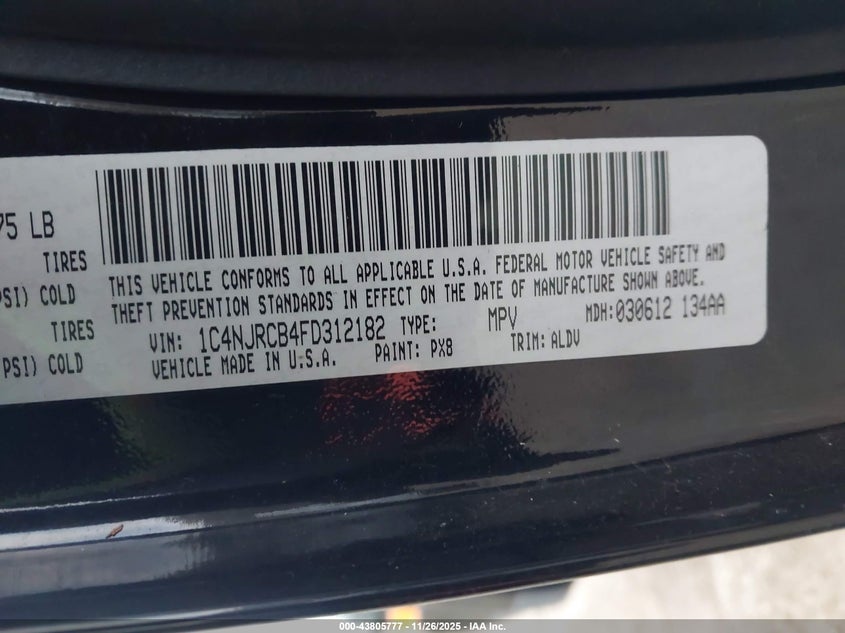 75 LB
TIRES
PSI) COLD
TIRES
PSI) COLD
THIS VEHICLE CONFORMS TO ALL APPLICABLE U.S.A. FEDERAL MOTOR VEHICLE SAFETY AND
THEFT PREVENTION STANDARDS IN EFFECT ON THE DATE OF MANUFACTURE SHOWN ABOVE.
VIN: 1C4NJRCB4FD312182 TYPE: MPV MDH:030612 134AA
VEHICLE MADE IN U.S.A. PAINT: PX8 TRIM: ALDV
000-43805777 - 11/26/2025 - IAA Inc.